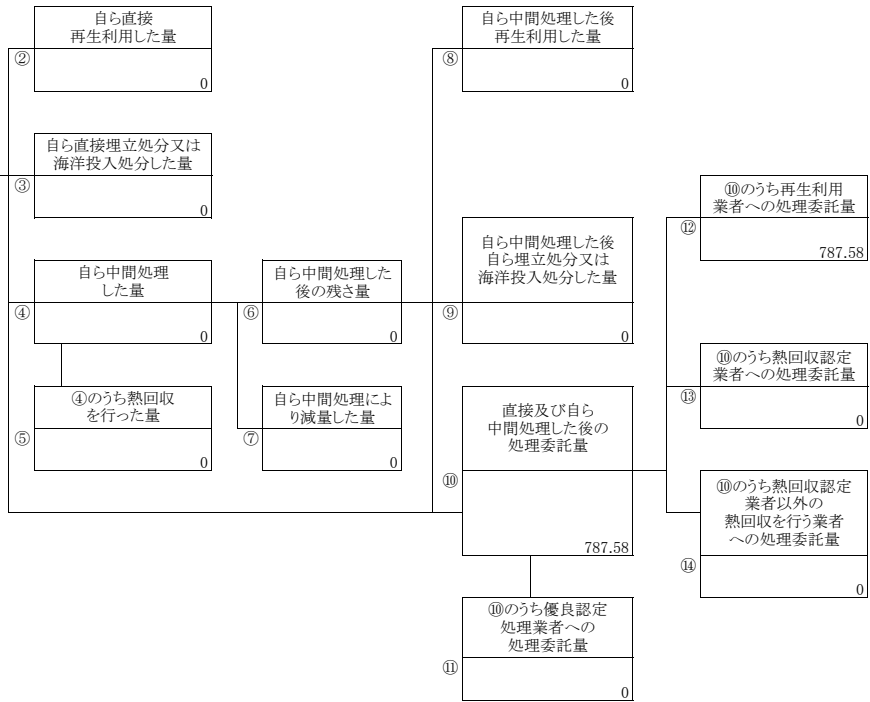 自ら直接
再生利用した量
②
0
自ら直接埋立処分又は
海洋投入処分した量
③
0
自ら中間処理
した量
④
0
④のうち熱回収
を行った量
⑤
0
自ら中間処理した
後の残さ量
⑥
0
自ら中間処理によ
り減量した量
⑦
0
自ら中間処理した後
再生利用した量
⑧
0
自ら中間処理した後
自ら埋立処分又は
海洋投入処分した量
⑨
0
直接及び自ら
中間処理した後の
処理委託量
⑩
787.58
⑩のうち優良認定
処理業者への
処理委託量
⑪
0
⑩のうち再生利用
業者への処理委託量
⑫
787.58
⑩のうち熱回収認定
業者への処理委託量
⑬
0
⑩のうち熱回収認定
業者以外の
熱回収を行う業者
への処理委託量
⑭
0